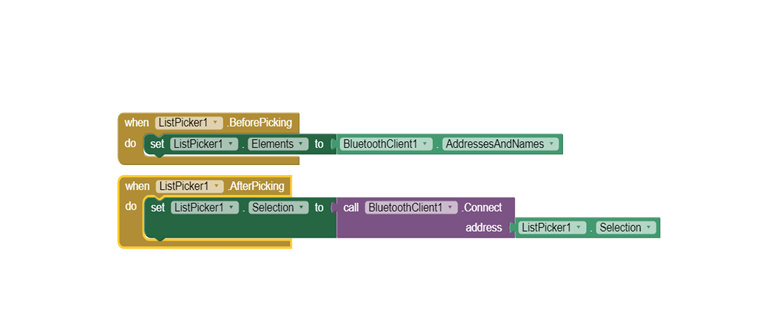 when ListPicker1 .BeforePicking
do set ListPicker1 . Elements to BluetoothClient1 . AddressesAndNames
when ListPicker1 .AfterPicking
do set ListPicker1 . Selection to call BluetoothClient1 .Connect
address ListPicker1 . Selection